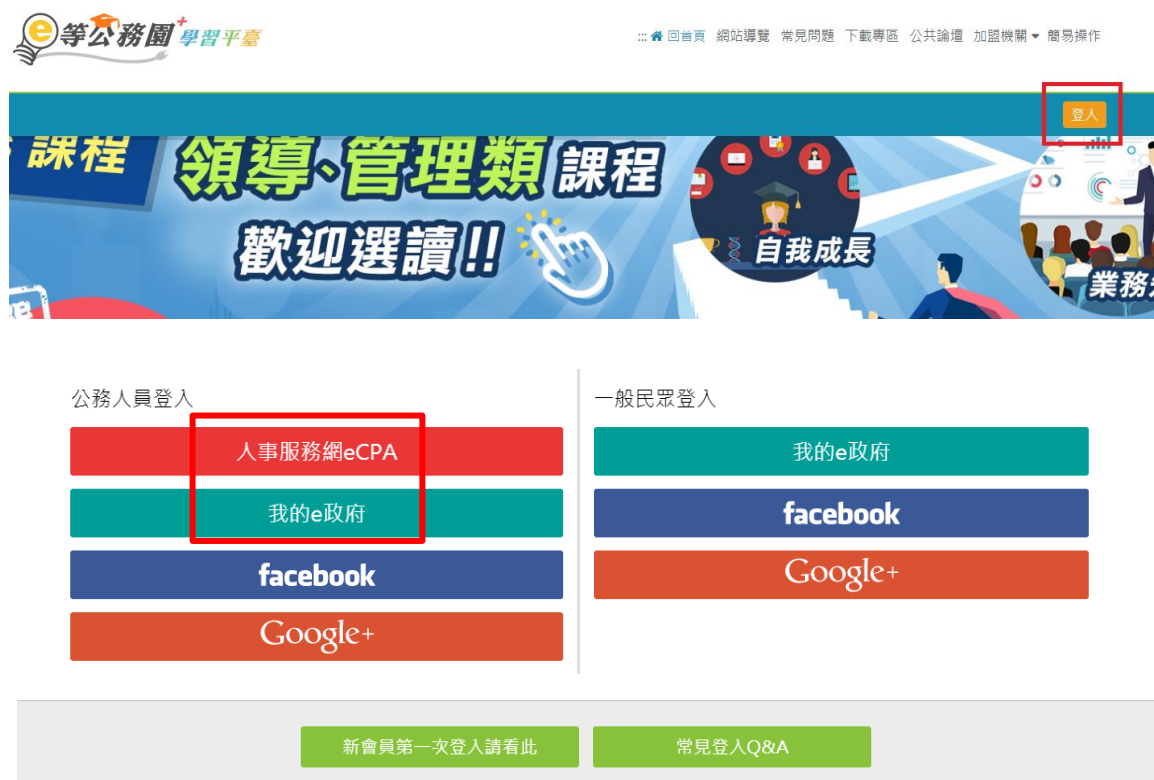 e等公務園+學習平臺
::: 回首頁 網站導覽 常見問題 下載專區 公共論壇 加盟機關 簡易操作
登入
課程
領導、管理類課程
歡迎選讀!!
自我成長
業務
公務人員登入
人事服務網eCPA
我的e政府
facebook
Google+
一般民眾登入
我的e政府
facebook
Google+
新會員第一次登入請看此
常見登入Q&A